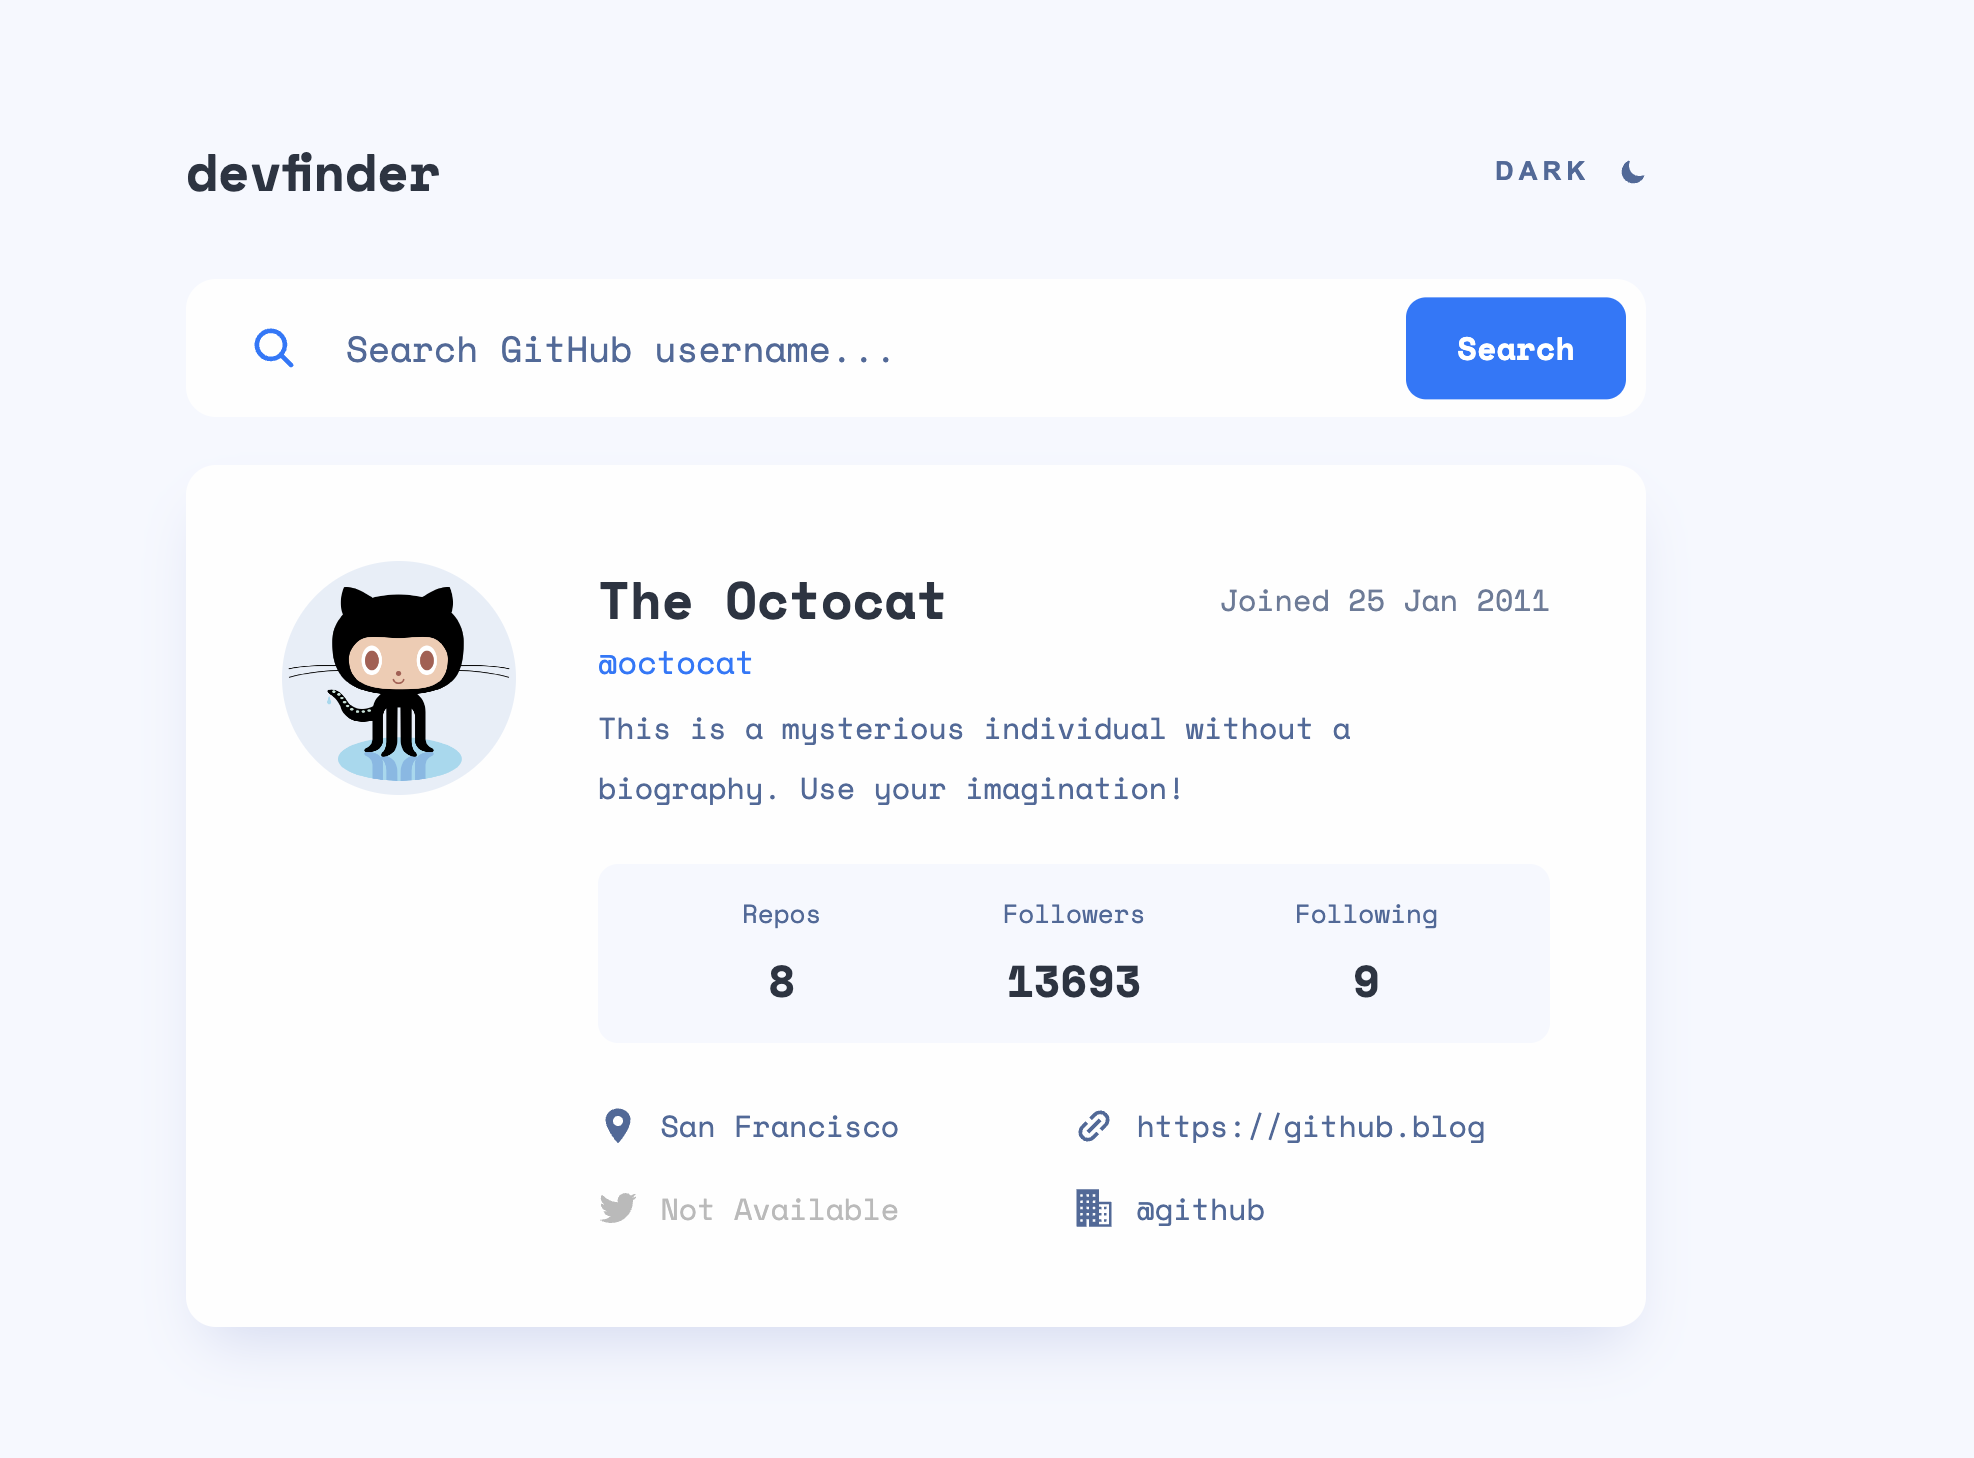 devfinder
DARK
Search GitHub username...
Search
The Octocat
Joined 25 Jan 2011
@octocat
This is a mysterious individual without a
biography. Use your imagination!
Repos
Followers
Following
8
13693
9
San Francisco
https://github.blog
Not Available
@github